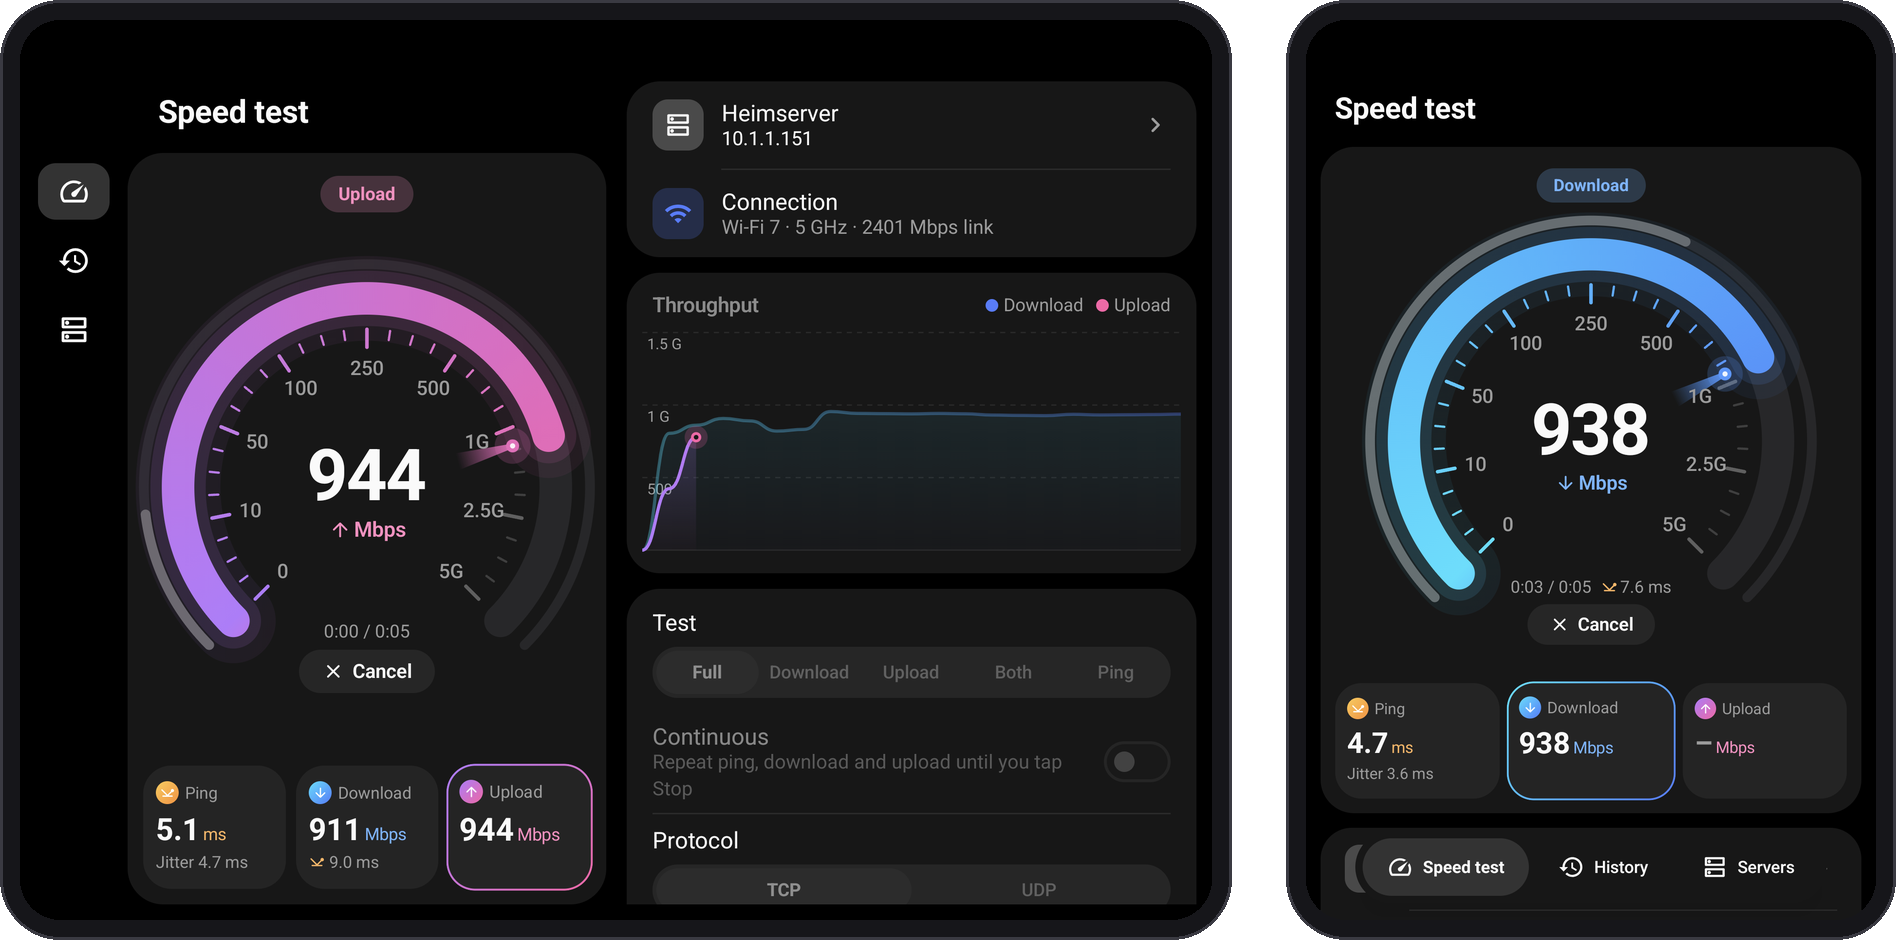 Speed test
Upload
0
10
50
100
250
500
1G
2.5G
5G
944
↑ Mbps
0:00 / 0:05
Cancel
Ping
5.1 ms
Jitter 4.7 ms
Download
911 Mbps
9.0 ms
Upload
944 Mbps
Heimserver
10.1.1.151
Connection
Wi-Fi 7 · 5 GHz · 2401 Mbps link
Throughput
Download
Upload
1.5 G
1 G
500
Test
Full
Download
Upload
Both
Ping
Continuous
Repeat ping, download and upload until you tap
Stop
Protocol
TCP
UDP
Speed test
Download
0
10
50
100
250
500
1G
2.5G
5G
938
↓ Mbps
0:03 / 0:05
7.6 ms
Cancel
Ping
4.7 ms
Jitter 3.6 ms
Download
938 Mbps
Upload
— Mbps
Speed test
History
Servers